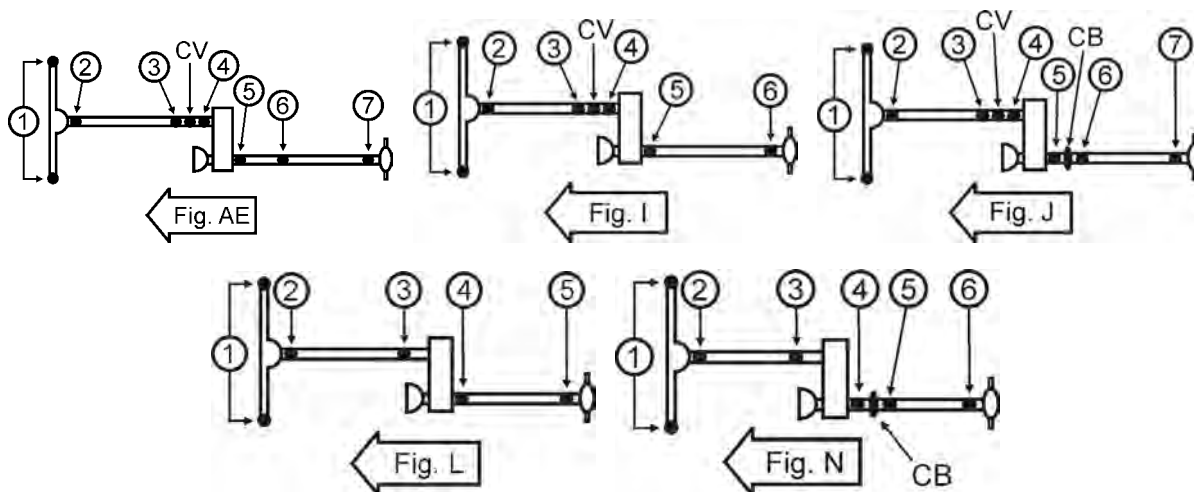 CV
2 3 4
1 5 6 7
Fig. AE
CV
2 3 4
1 5 6
Fig. I
CV
2 3 4 CB 7
1 5 6
Fig. J
2 3 4 5
1
Fig. L
2 3 4 5 6
1
Fig. N
CB